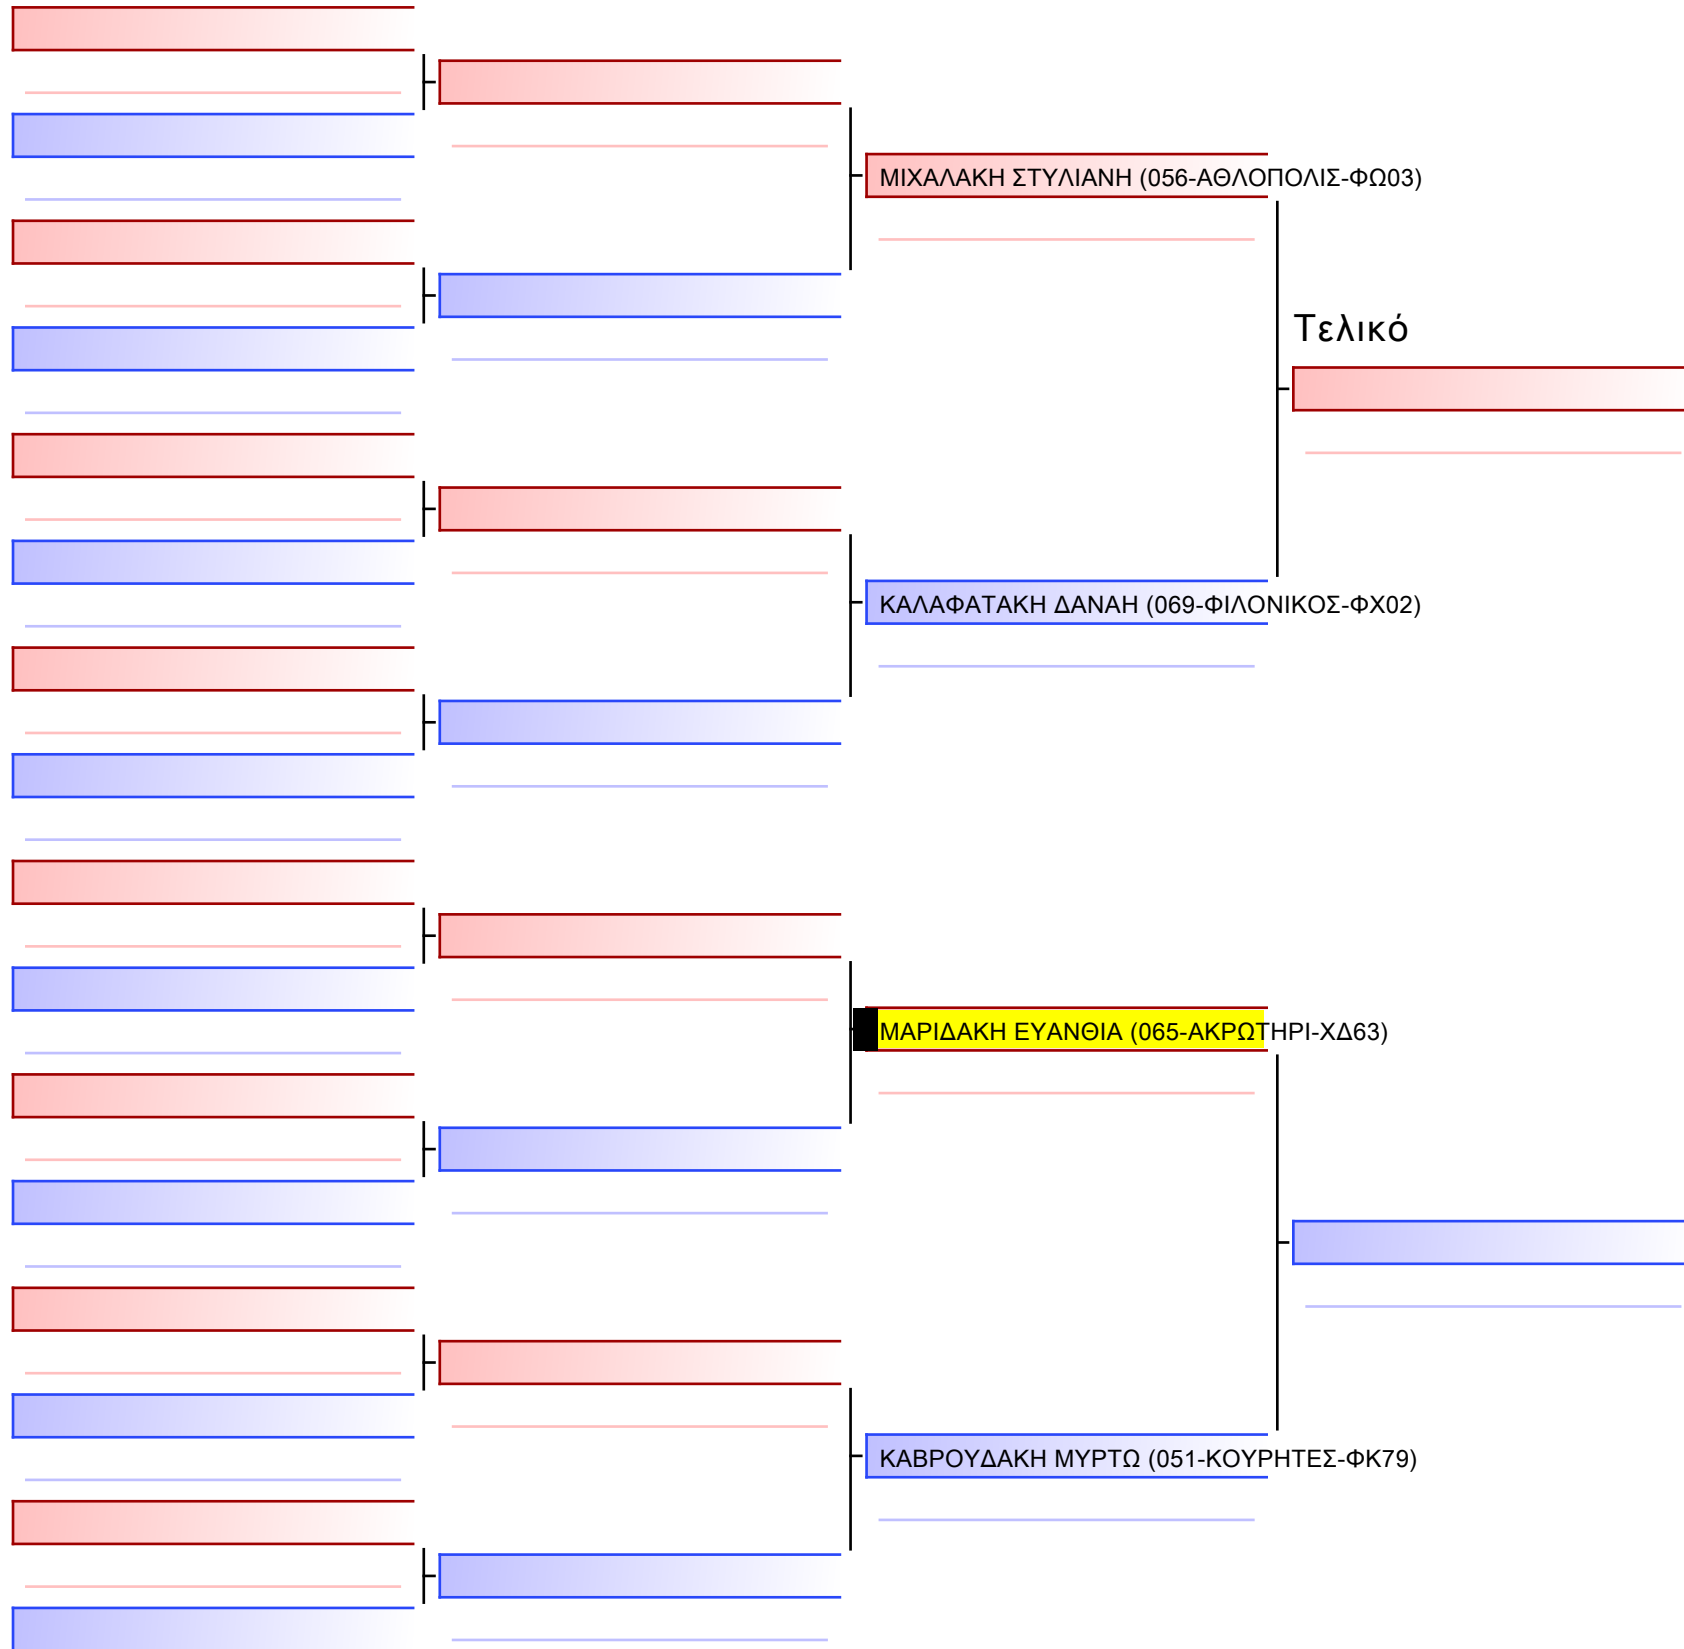 ΜΙΧΑΛΑΚΗ ΣΤΥΛΙΑΝΗ (056-ΑΘΛΟΠΟΛΙΣ-ΦΩ03)
Τελικό
ΚΑΛΑΦΑΤΑΚΗ ΔΑΝΑΗ (069-ΦΙΛΟΝΙΚΟΣ-ΦΧ02)
ΜΑΡΙΔΑΚΗ ΕΥΑΝΘΙΑ (065-ΑΚΡΩΤΗΡΙ-ΧΔ63)
ΚΑΒΡΟΥΔΑΚΗ ΜΥΡΤΩ (051-ΚΟΥΡΗΤΕΣ-ΦΚ79)